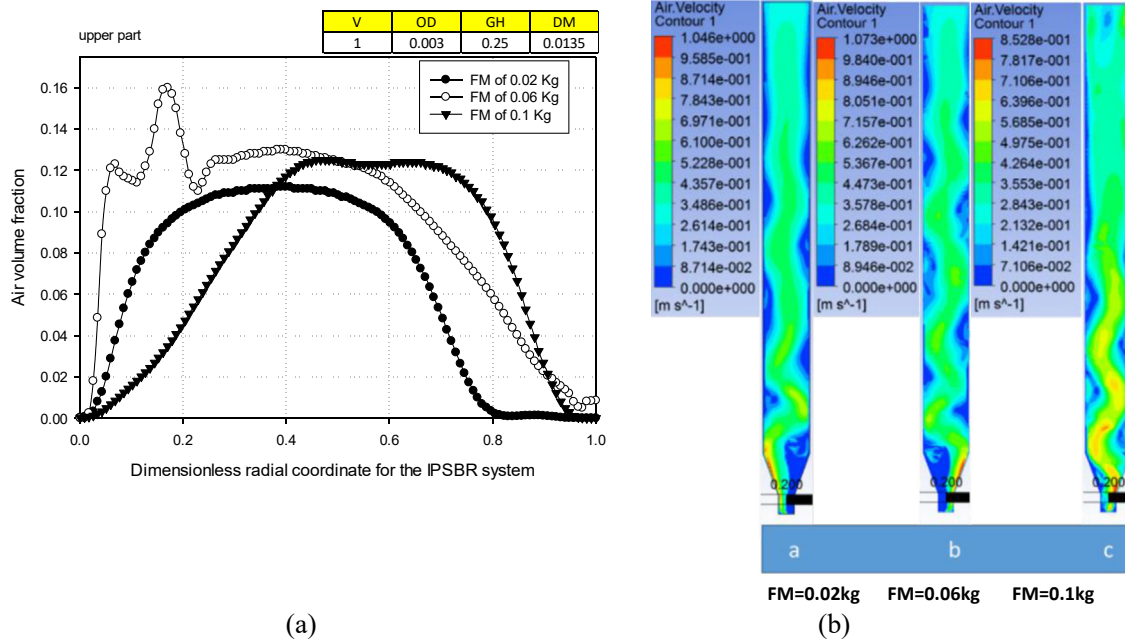 upper part
V OD GH DM
1 0.003 0.25 0.0135
FM of 0.02 Kg
FM of 0.06 Kg
FM of 0.1 Kg
Air volume fraction
0.16
0.14
0.12
0.10
0.08
0.06
0.04
0.02
0.00
0.0 0.2 0.4 0.6 0.8 1.0
Dimensionless radial coordinate for the IPSBR system
(a)
Air.Velocity
Contour 1
1.046e+000
9.585e-001
8.714e-001
7.843e-001
6.971e-001
6.100e-001
5.228e-001
4.357e-001
3.486e-001
2.614e-001
1.743e-001
8.714e-002
0.000e+000
[m s^-1]
0.200
Air.Velocity
Contour 1
1.073e+000
9.840e-001
8.946e-001
8.051e-001
7.157e-001
6.262e-001
5.367e-001
4.473e-001
3.578e-001
2.684e-001
1.789e-001
8.946e-002
0.000e+000
[m s^-1]
0.200
Air.Velocity
Contour 1
8.528e-001
7.817e-001
7.106e-001
6.396e-001
5.685e-001
4.975e-001
4.264e-001
3.553e-001
2.843e-001
2.132e-001
1.421e-001
7.106e-002
0.000e+000
[m s^-1]
0.200
a b c
FM=0.02kg FM=0.06kg FM=0.1kg
(b)